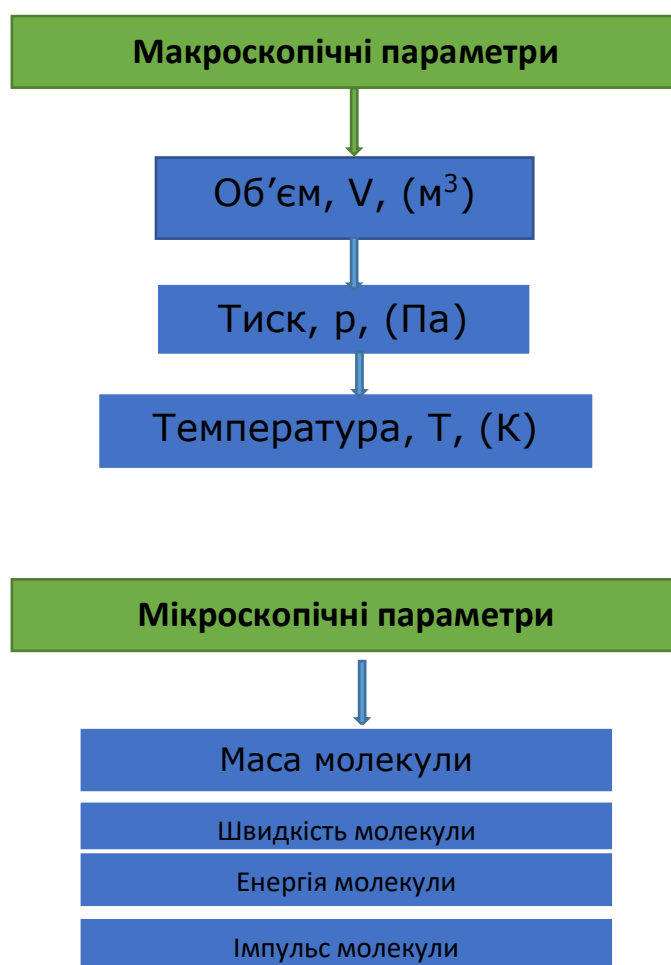 Макроскопічні параметри
Об’єм, V, (м³)
Тиск, р, (Па)
Температура, Т, (К)
Мікроскопічні параметри
Маса молекули
Швидкість молекули
Енергія молекули
Імпульс молекули